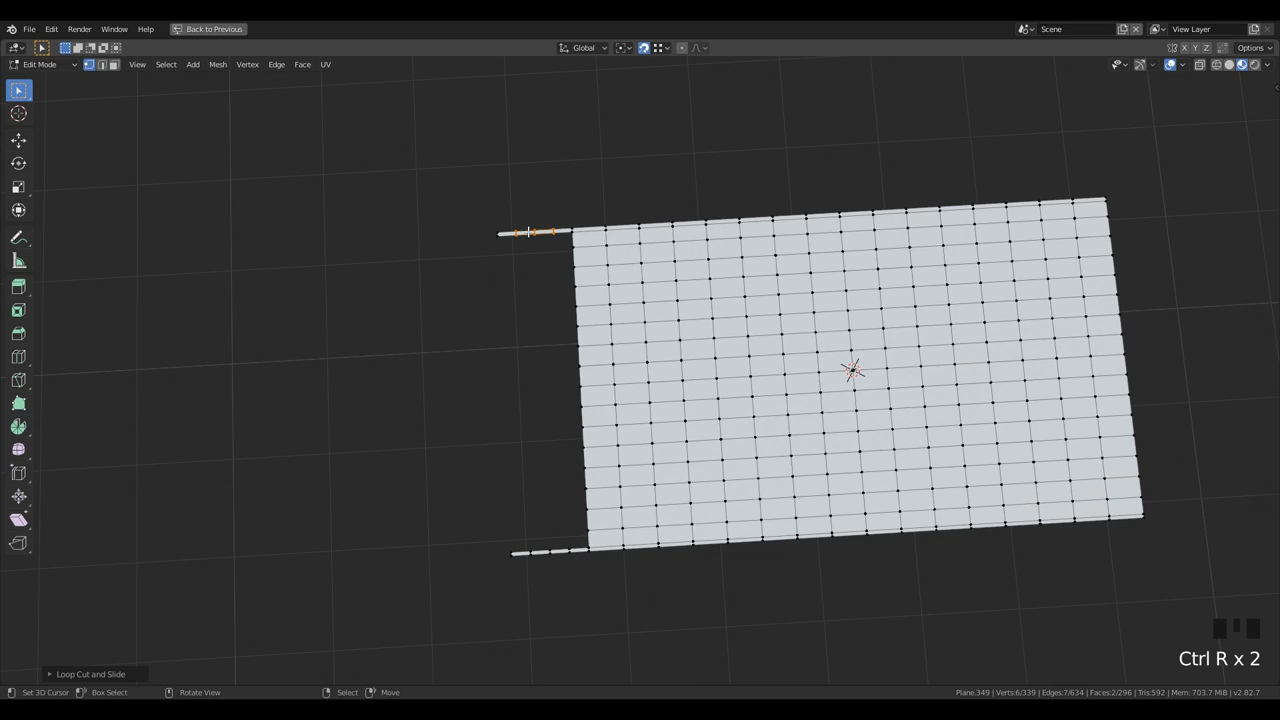 File Edit Render Window Help Back to Previous Scene View Layer
Global Options
X Y Z
Edit Mode View Select Add Mesh Vertex Edge Face UV
Ctrl R x 2
Loop Cut and Slide
Set 3D Cursor Box Select Rotate View Select Move Plane.349 | Verts:6/339 | Edges:7/634 | Faces:2/296 | Tris:592 | Mem: 703.7 MiB | v2.82.7